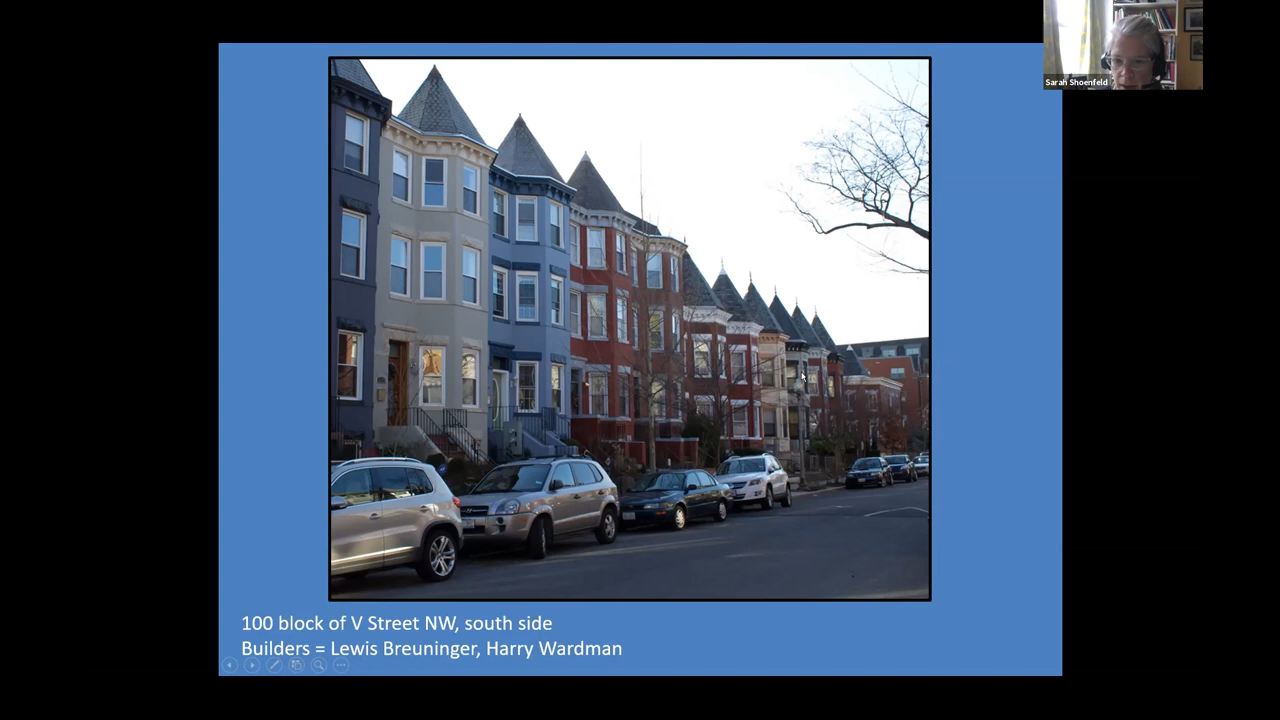 Sarah Shoenfeld
100 block of V Street NW, south side
Builders = Lewis Breuninger, Harry Wardman